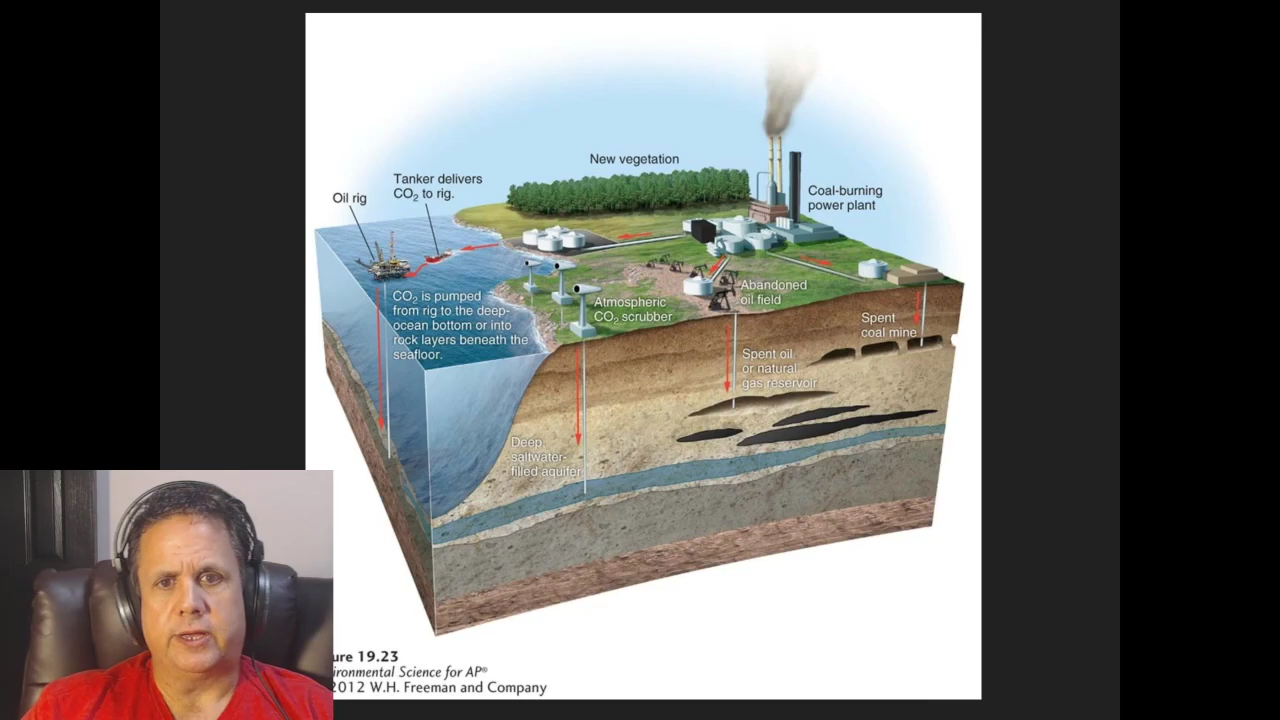 New vegetation
Tanker delivers
CO₂ to rig.
Oil rig
Coal-burning
power plant
CO₂ is pumped
from rig to the deep-
ocean bottom or into
rock layers beneath the
seafloor.
Atmospheric
CO₂ scrubber
Abandoned
oil field
Spent
coal mine
Spent oil
or natural
gas reservoir
Deep,
saltwater-
filled aquifer
ure 19.23
ironmental Science for AP®
2012 W.H. Freeman and Company